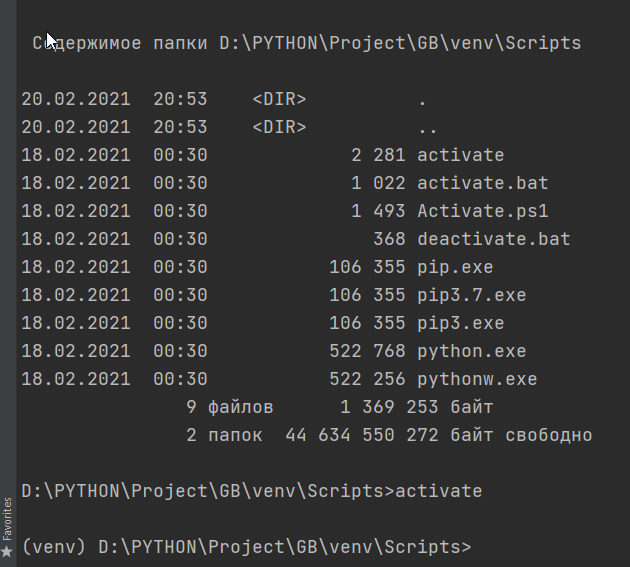 Содержимое папки D:\PYTHON\Project\GB\venv\Scripts
20.02.2021  20:53    <DIR>          .
20.02.2021  20:53    <DIR>          ..
18.02.2021  00:30             2 281 activate
18.02.2021  00:30             1 022 activate.bat
18.02.2021  00:30             1 493 Activate.ps1
18.02.2021  00:30               368 deactivate.bat
18.02.2021  00:30           106 355 pip.exe
18.02.2021  00:30           106 355 pip3.7.exe
18.02.2021  00:30           106 355 pip3.exe
18.02.2021  00:30           522 768 python.exe
18.02.2021  00:30           522 256 pythonw.exe
               9 файлов      1 369 253 байт
               2 папок  44 634 550 272 байт свободно
D:\PYTHON\Project\GB\venv\Scripts>activate
(venv) D:\PYTHON\Project\GB\venv\Scripts>
Favorites